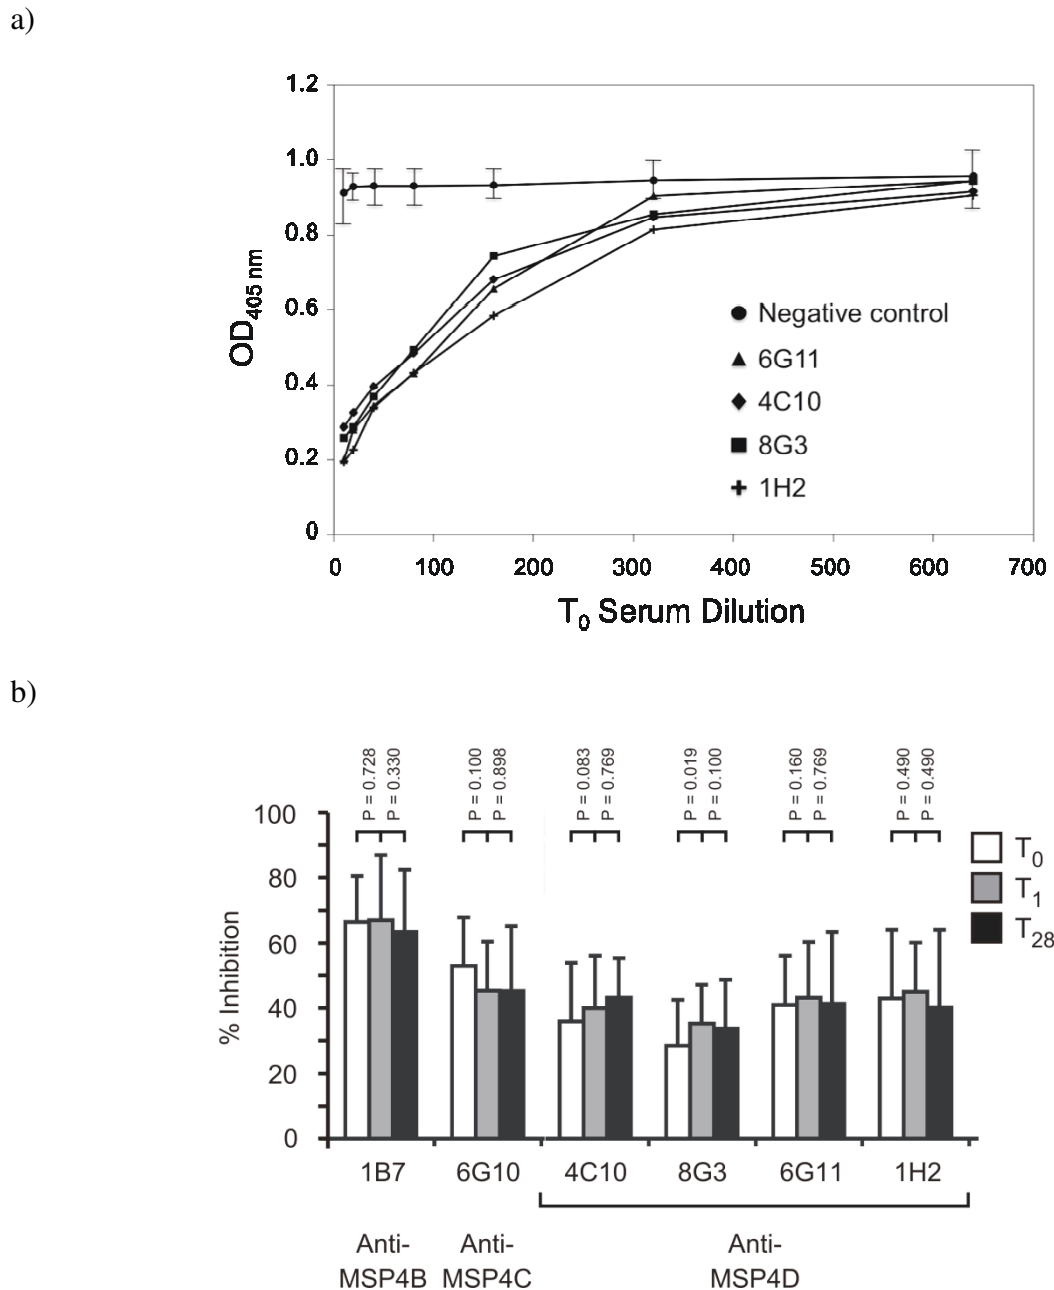 a)
1.2
1.0
0.8
0.6
0.4
0.2
0
OD405 nm
Negative control
6G11
4C10
8G3
1H2
0 100 200 300 400 500 600 700
T0 Serum Dilution
b)
P = 0.728
P = 0.330
P = 0.100
P = 0.898
P = 0.083
P = 0.769
P = 0.019
P = 0.100
P = 0.160
P = 0.769
P = 0.490
P = 0.490
100
80
60
40
20
0
% Inhibition
T0
T1
T28
1B7 6G10 4C10 8G3 6G11 1H2
Anti- Anti- Anti-
MSP4B MSP4C MSP4D